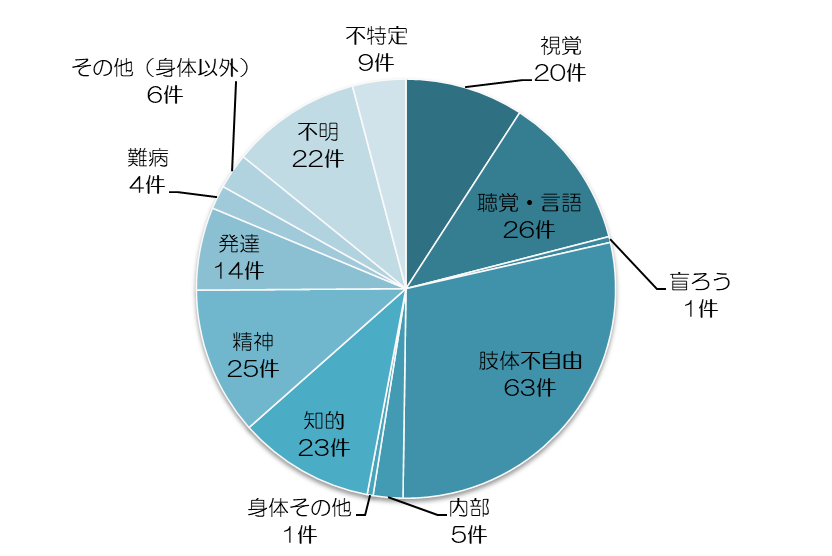 不特定
9件
視覚
20件
聴覚・言語
26件
盲ろう
1件
肢体不自由
63件
内部
5件
身体その他
1件
知的
23件
精神
25件
発達
14件
難病
4件
その他（身体以外）
6件
不明
22件